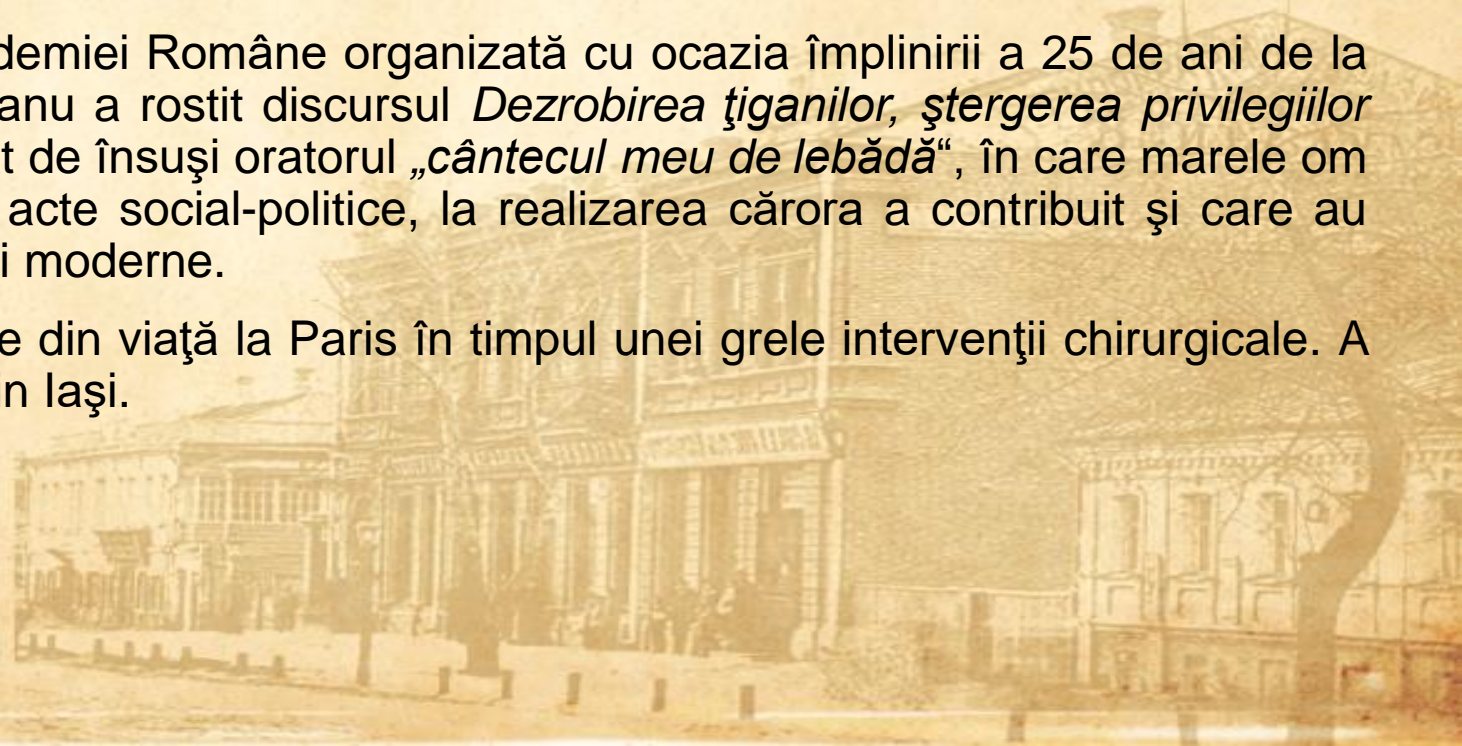 demiei Române organizată cu ocazia împlinirii a 25 de ani de la
anu a rostit discursul Dezrobirea ţiganilor, ştergerea privilegiilor
t de însuşi oratorul „cântecul meu de lebădă“, în care marele om
acte social-politice, la realizarea cărora a contribuit şi care au
i moderne.
e din viaţă la Paris în timpul unei grele intervenţii chirurgicale. A
in Iaşi.